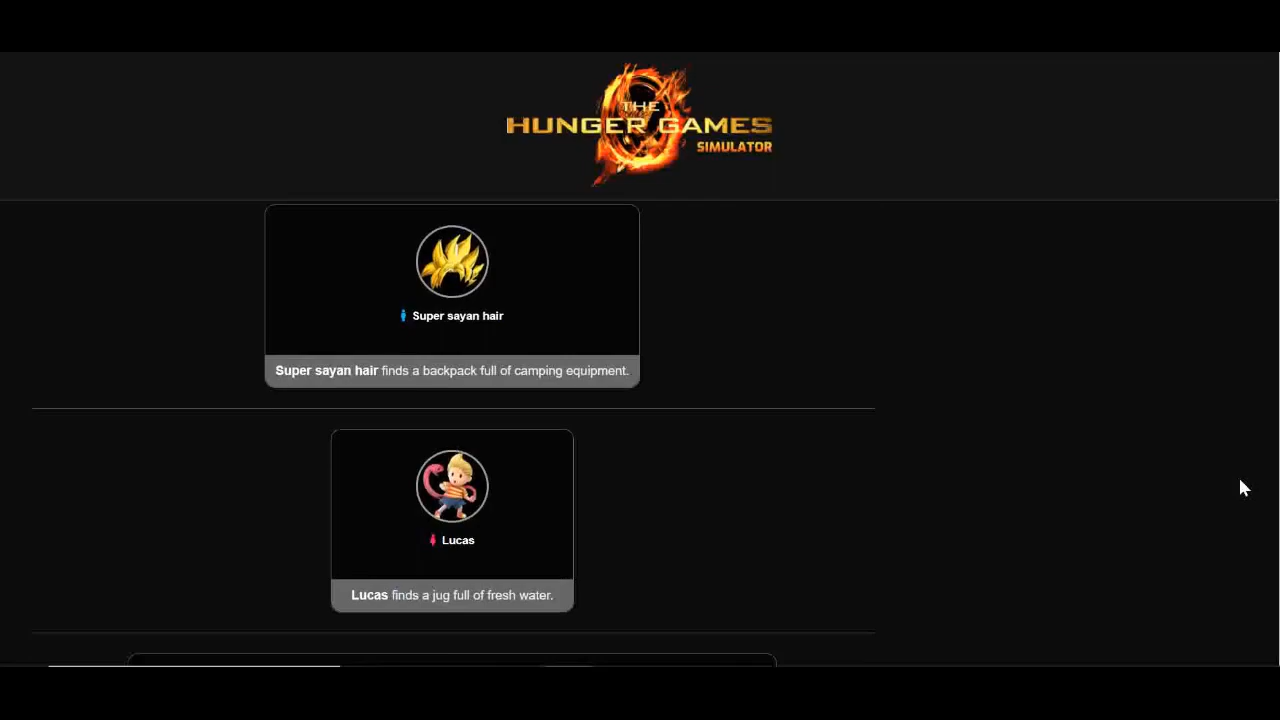 THE
HUNGER GAMES
SIMULATOR
Super sayan hair
Super sayan hair finds a backpack full of camping equipment.
Lucas
Lucas finds a jug full of fresh water.